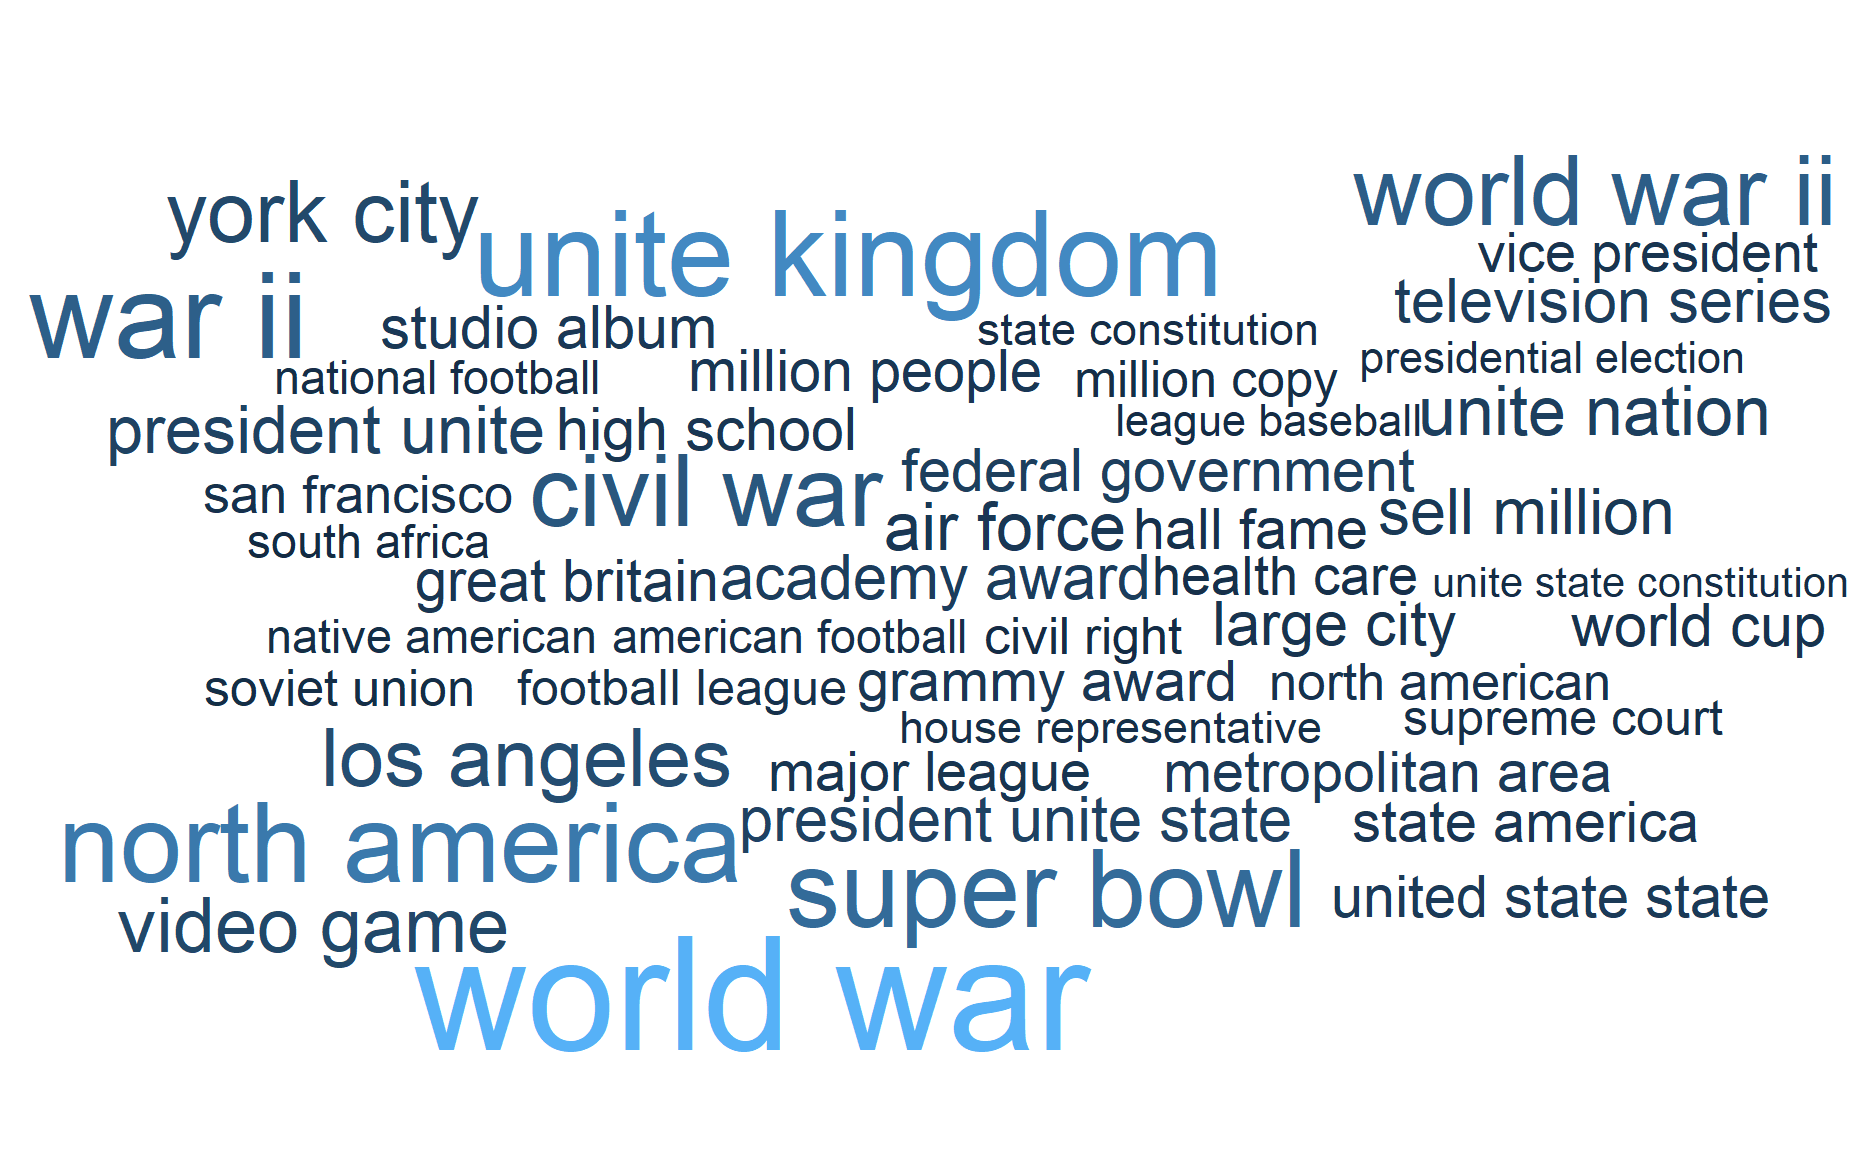 world war ii
york city
unite kingdom
vice president
war ii
television series
studio album
state constitution
presidential election
national football
million people
million copy
unite nation
president unite
high school
league baseball
federal government
san francisco
civil war
sell million
air force
hall fame
south africa
great britain
academy award
health care
unite state constitution
large city
world cup
native american
american football
civil right
soviet union
football league
grammy award
north american
supreme court
house representative
los angeles
major league
metropolitan area
president unite state
state america
north america
super bowl
united state state
video game
world war